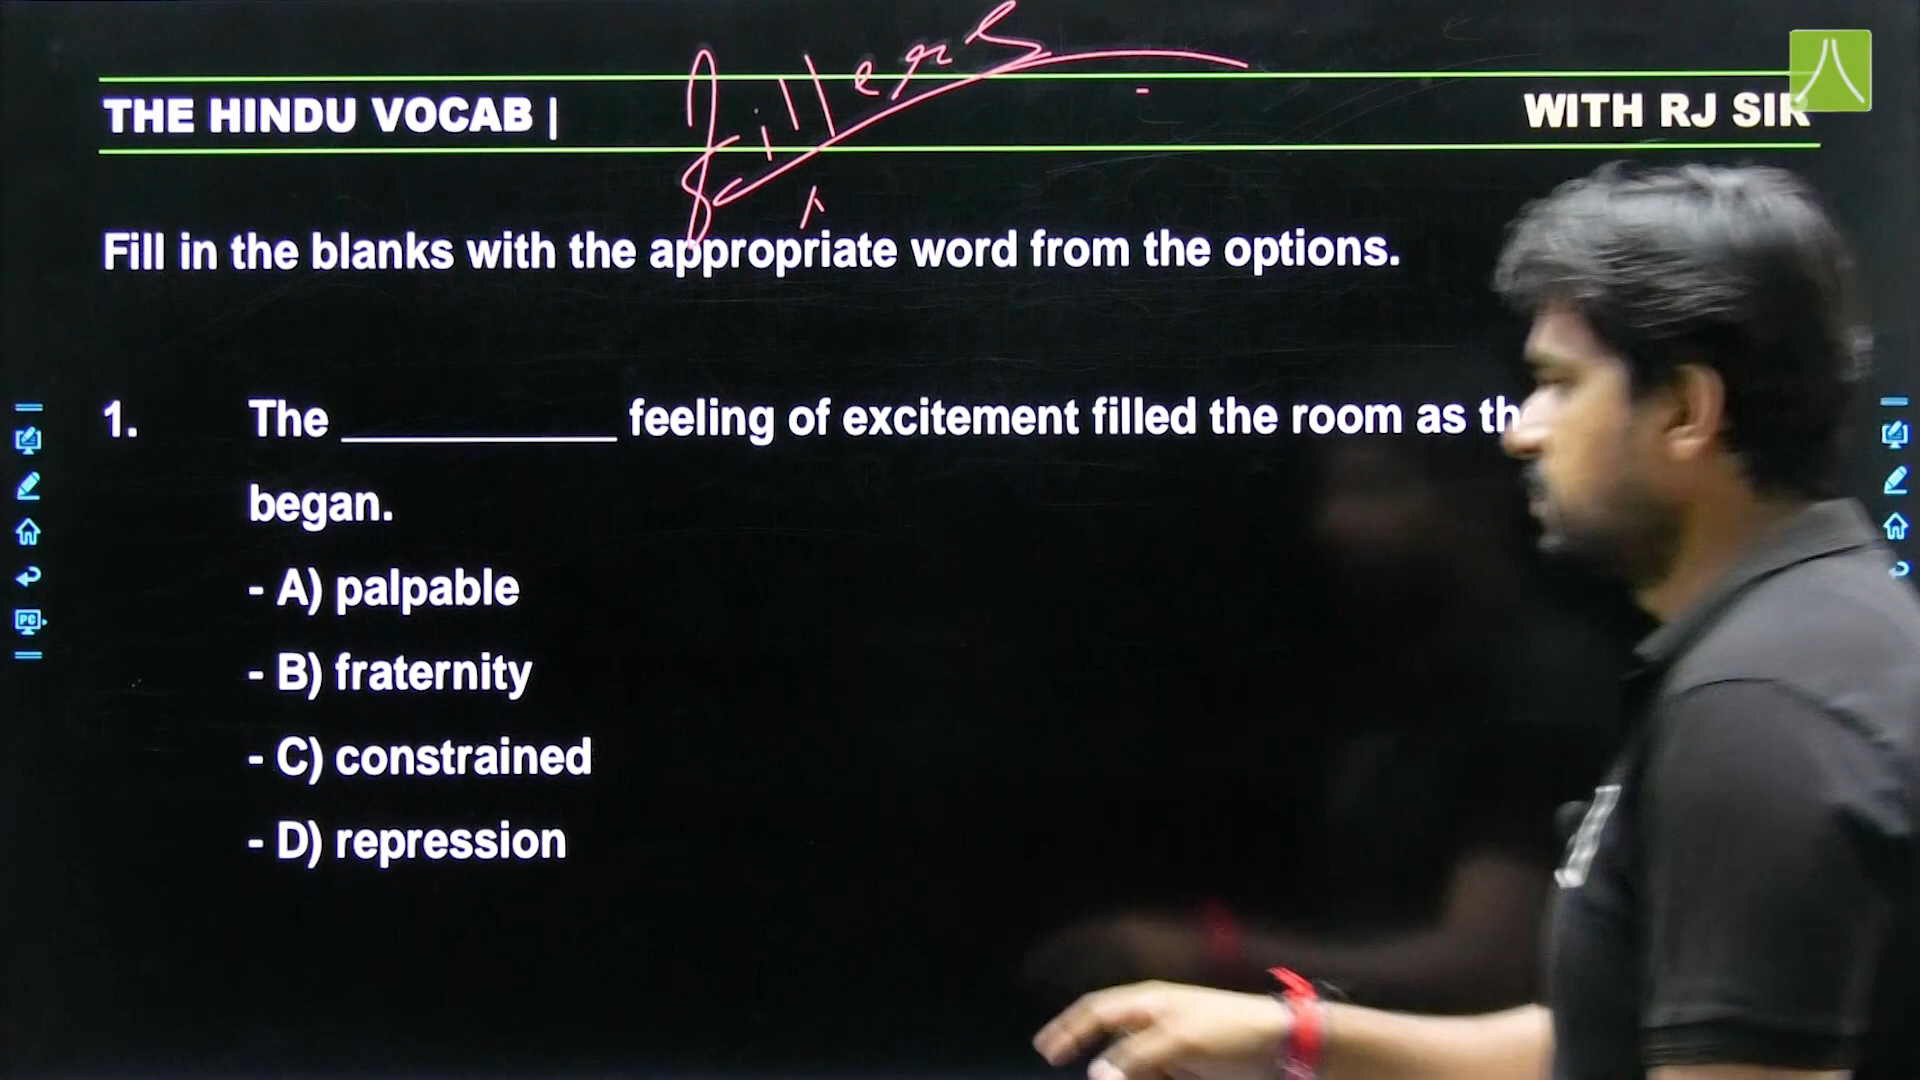 fillers
THE HINDU VOCAB |
WITH RJ SIR
Fill in the blanks with the appropriate word from the options.
1. The ____________ feeling of excitement filled the room as
began.
- A) palpable
- B) fraternity
- C) constrained
- D) repression
PC